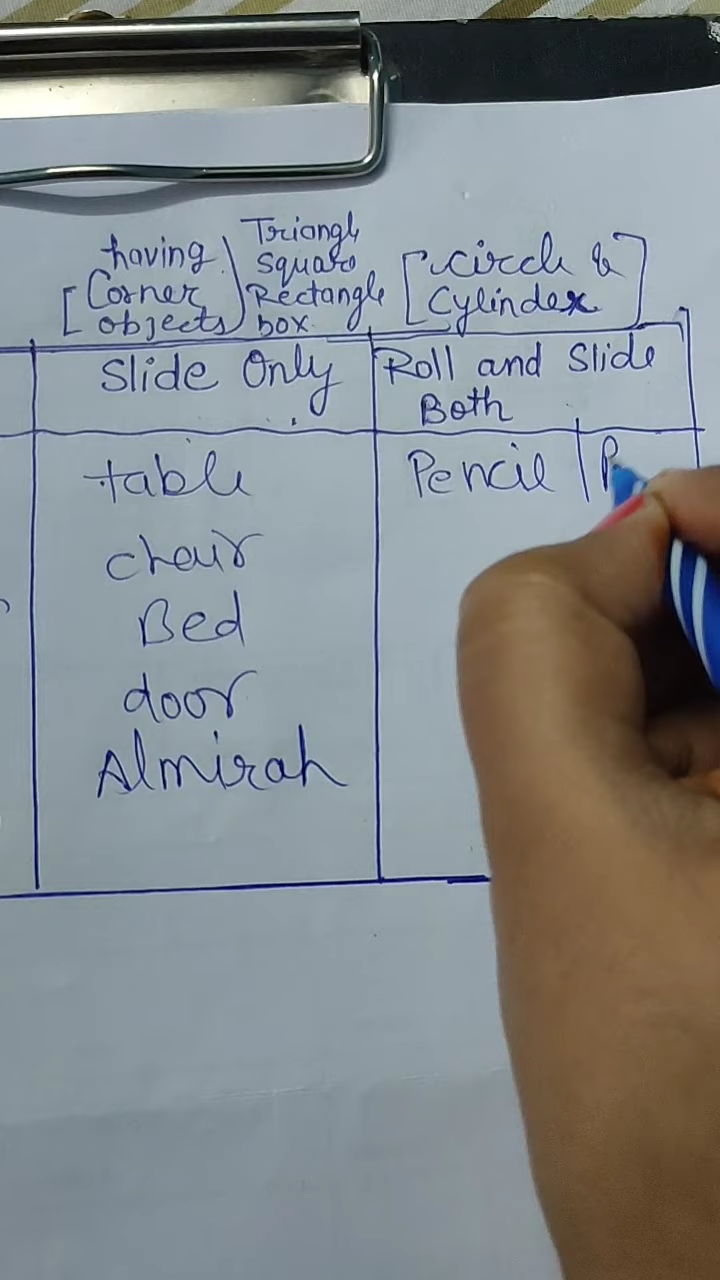 having
[Corner
objects)
Triangle
Square
Rectangle
box.
[circle &
Cylinder]
Slide Only
Roll and Slide
Both
table
chair
Bed
door
Almirah
Pencil | P